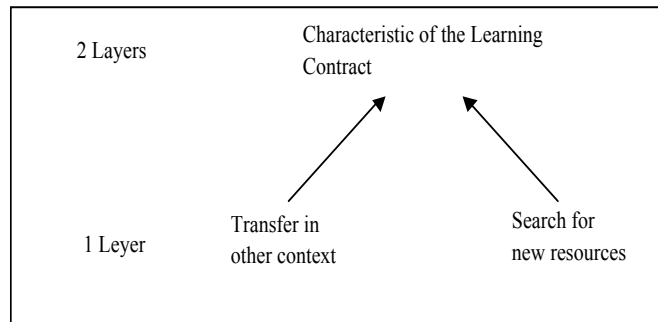 2 Layers
Characteristic of the Learning
Contract
1 Leyer
Transfer in
other context
Search for
new resources